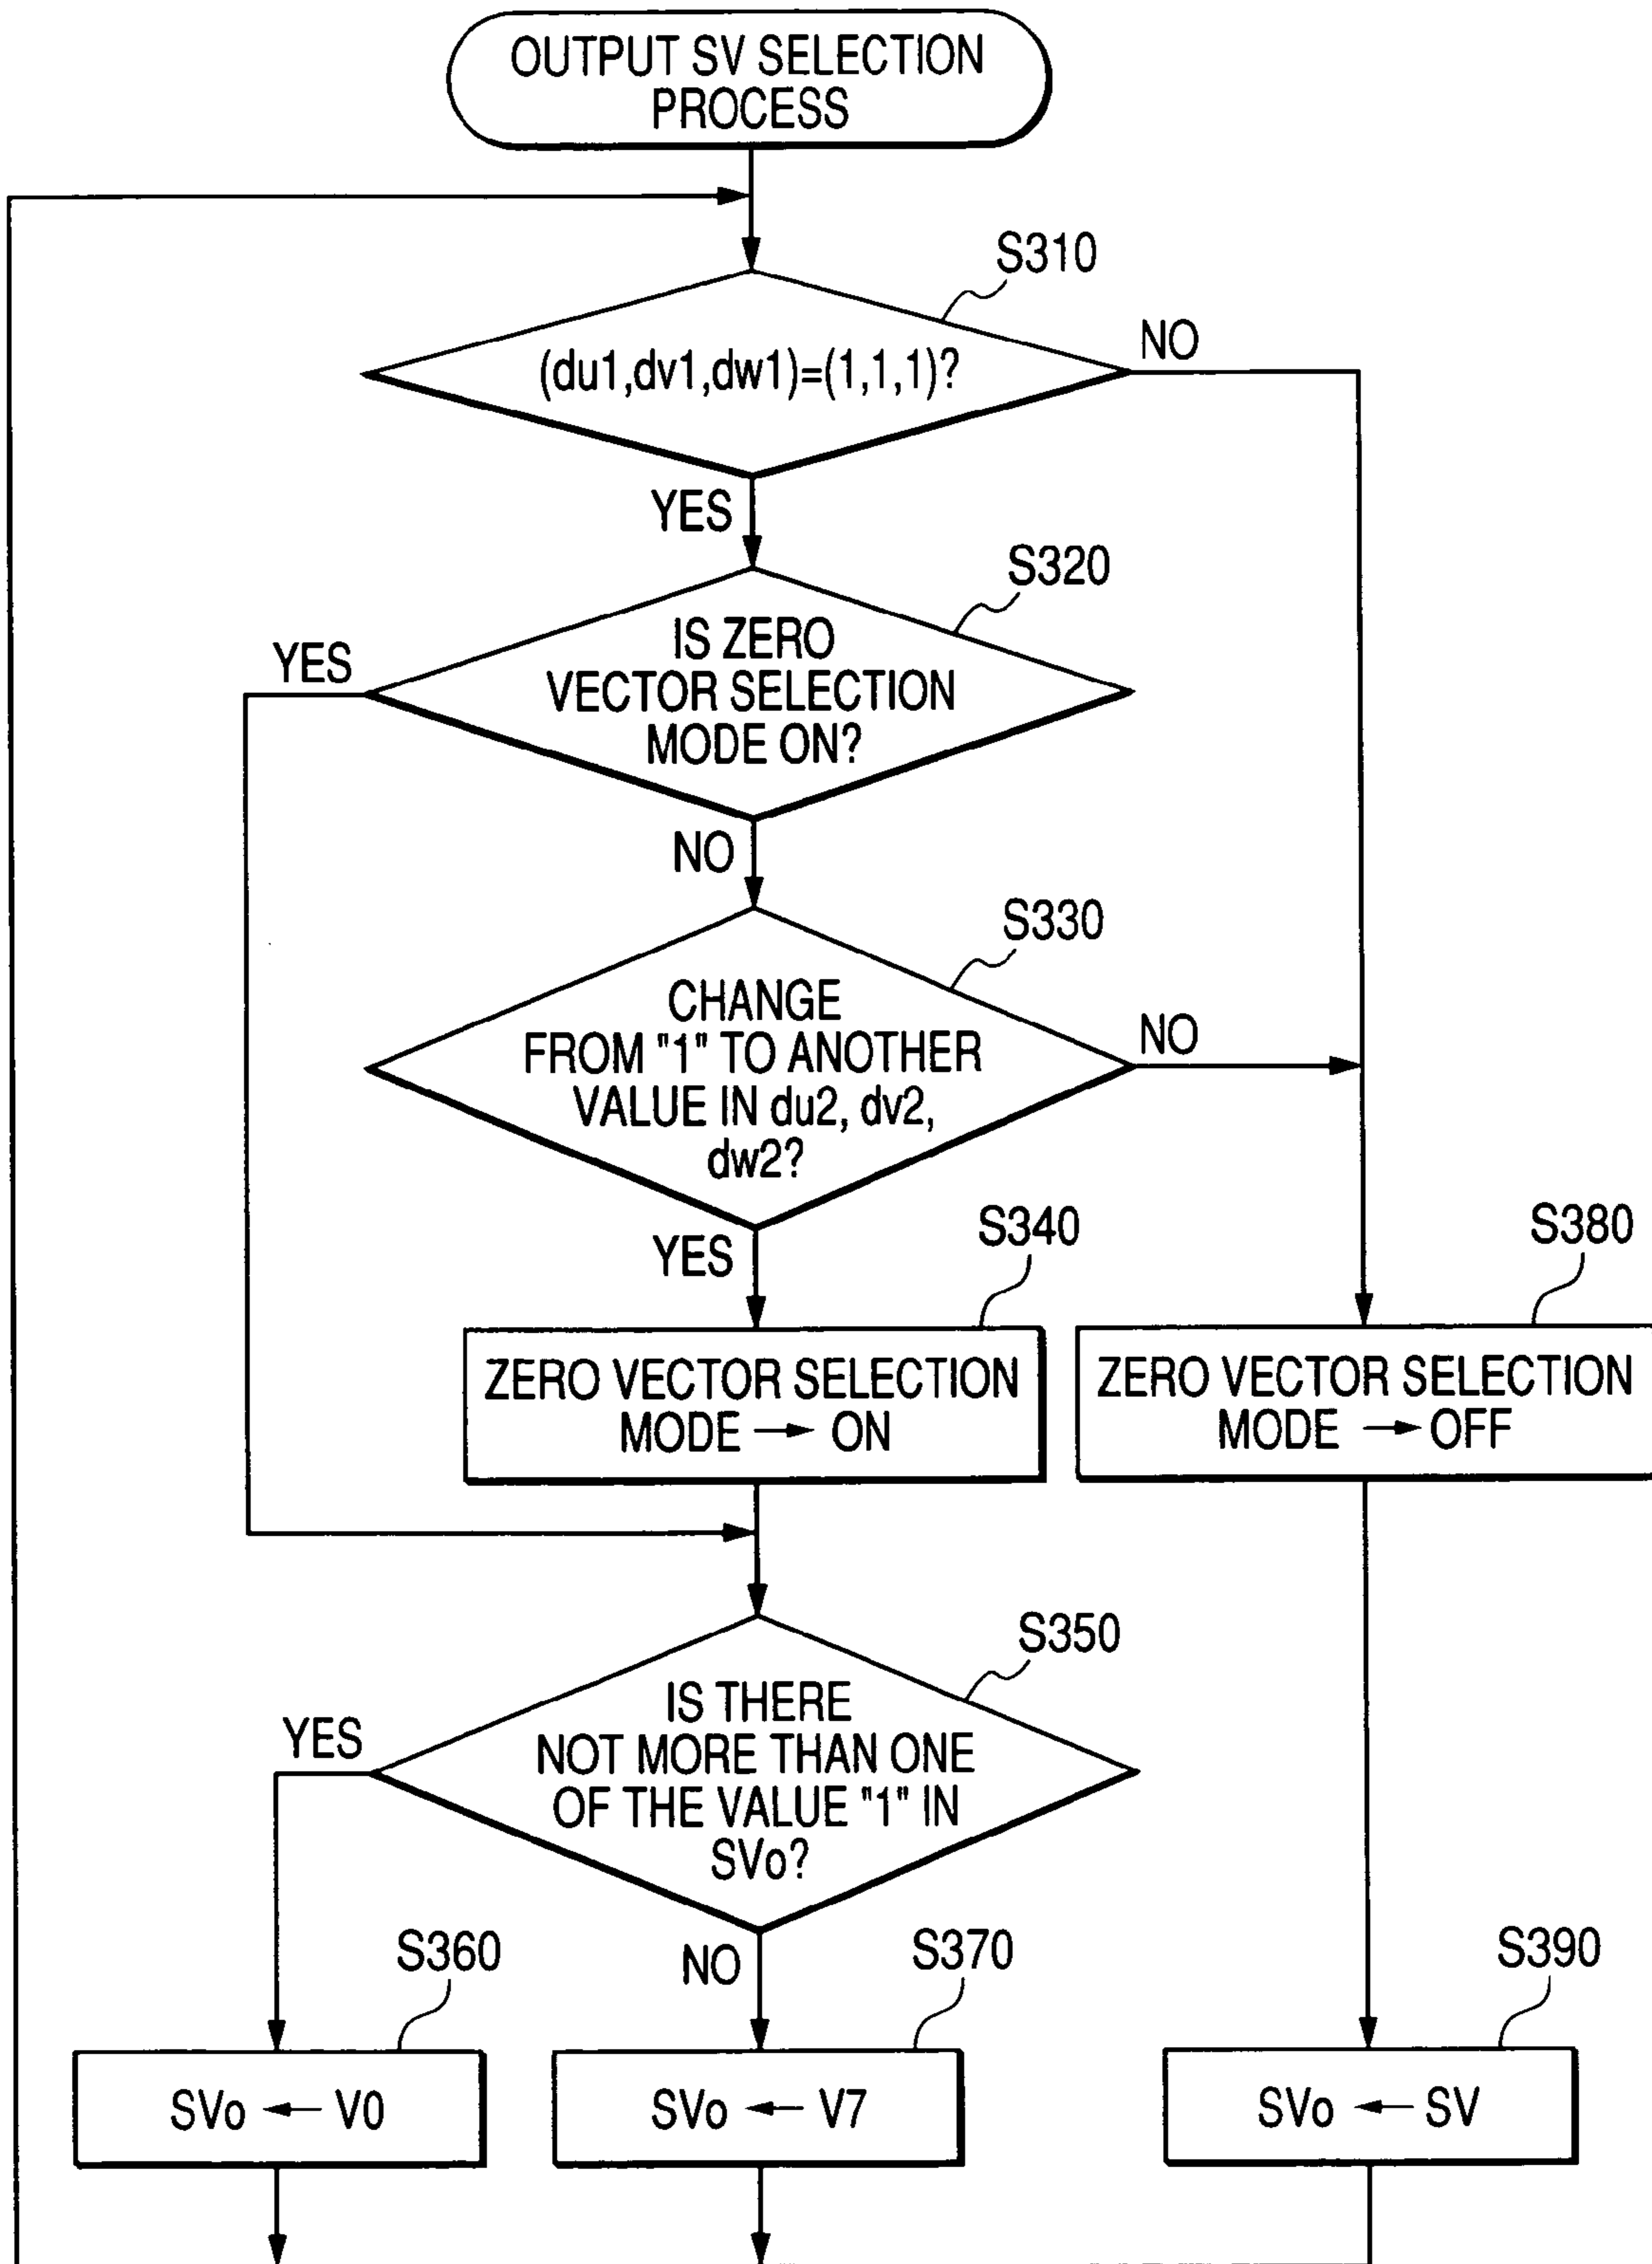 OUTPUT SV SELECTION
PROCESS
S310
(du1,dv1,dw1)=(1,1,1)?
NO
YES
S320
IS ZERO
VECTOR SELECTION
MODE ON?
YES
NO
S330
CHANGE
FROM "1" TO ANOTHER
VALUE IN du2, dv2,
dw2?
NO
YES
S340
ZERO VECTOR SELECTION
MODE → ON
S380
ZERO VECTOR SELECTION
MODE → OFF
S350
IS THERE
NOT MORE THAN ONE
OF THE VALUE "1" IN
SVo?
YES
NO
S360
SVo ← V0
S370
SVo ← V7
S390
SVo ← SV